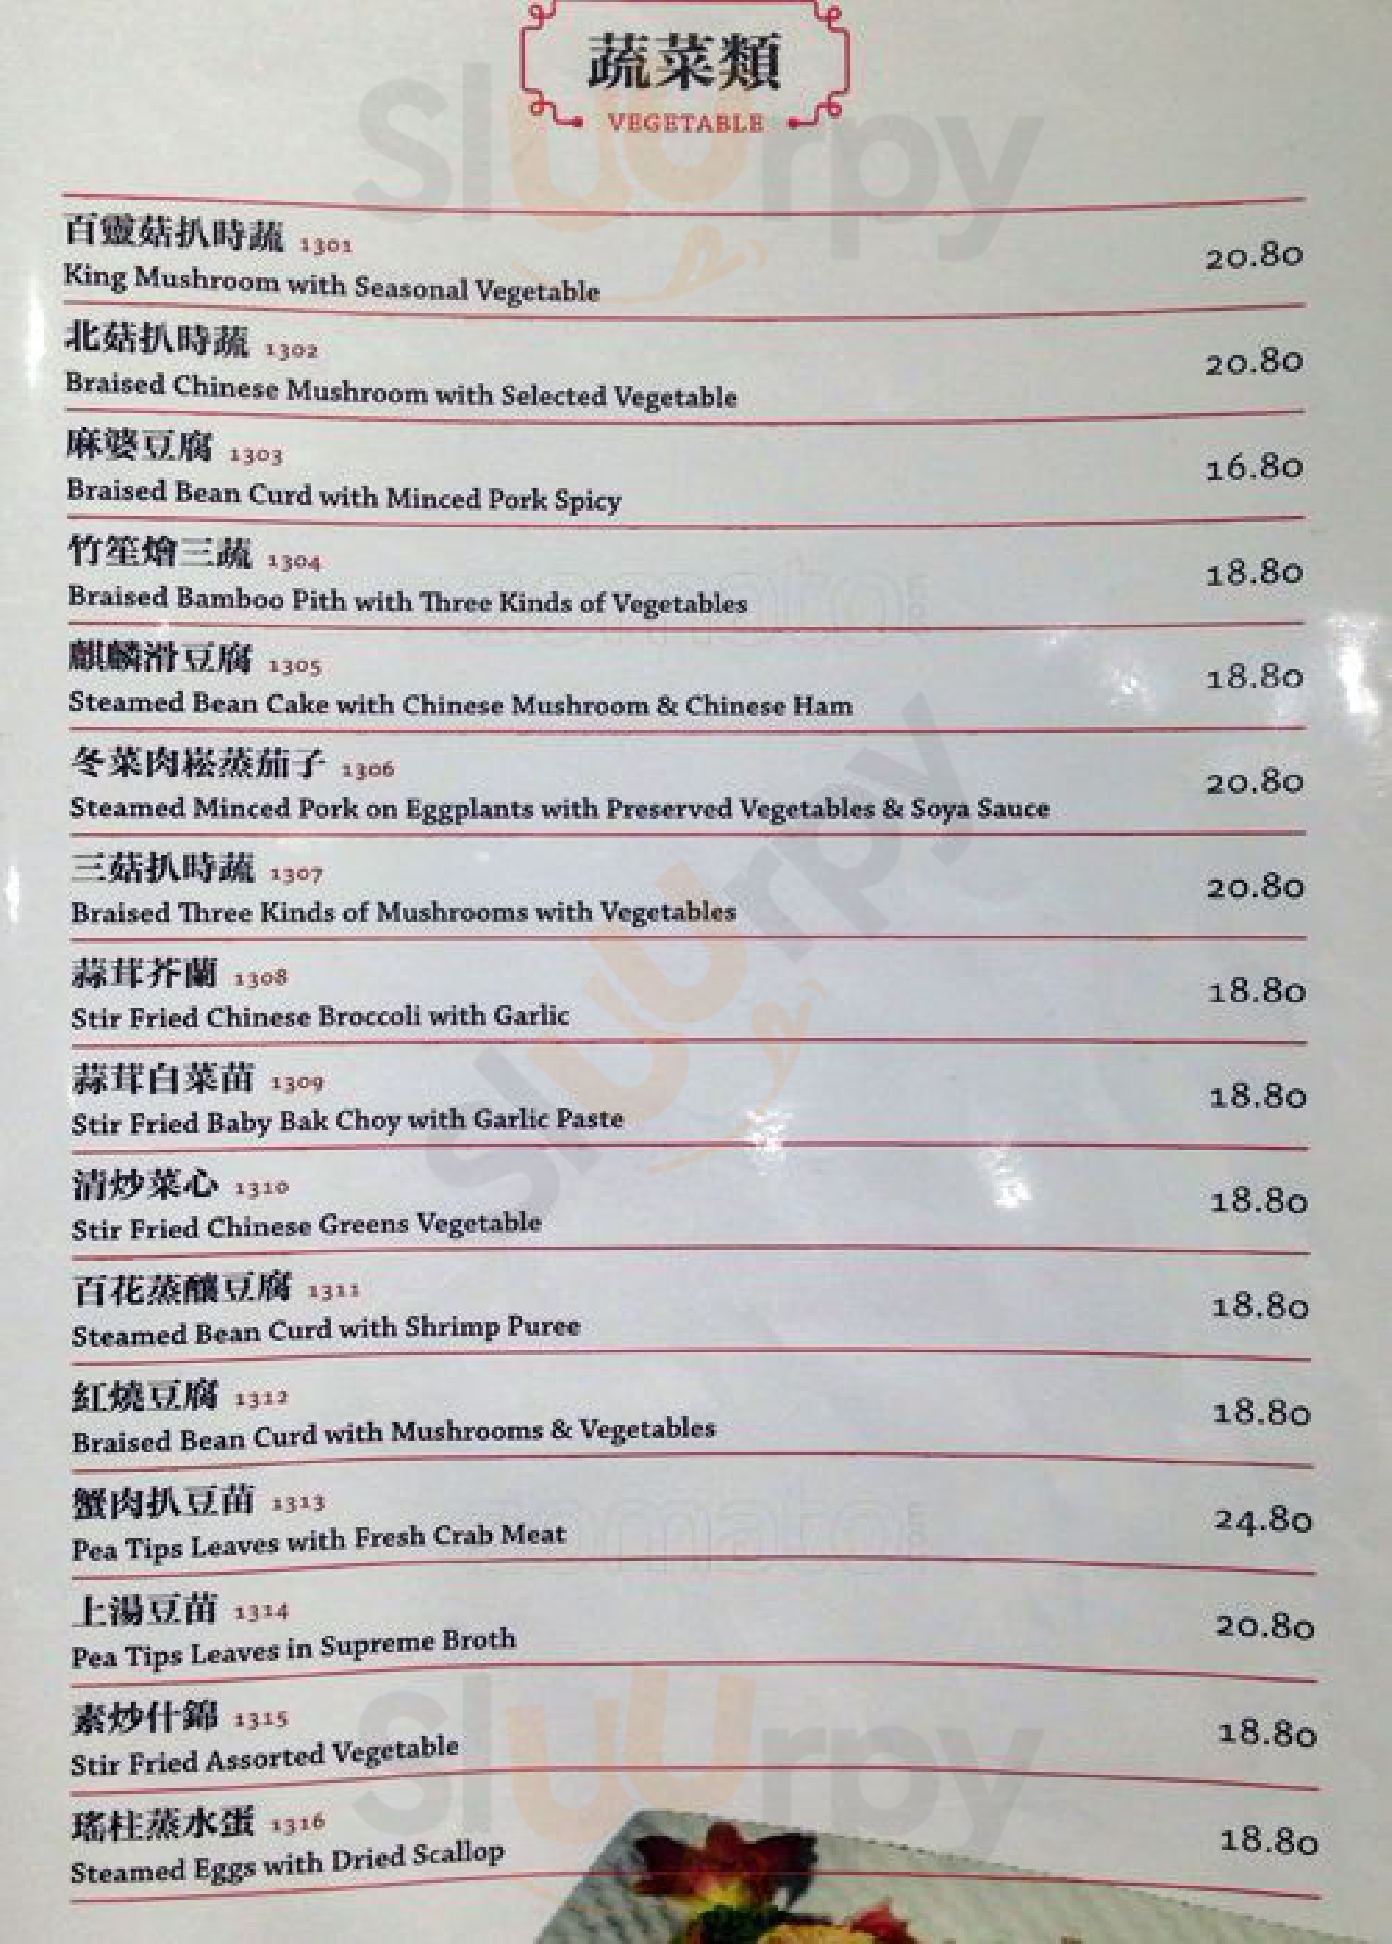 蔬菜類
VEGETABLE
百靈菇扒時蔬 1301
20.80
King Mushroom with Seasonal Vegetable
北菇扒時蔬 1302
20.80
Braised Chinese Mushroom with Selected Vegetable
麻婆豆腐 1303
16.80
Braised Bean Curd with Minced Pork Spicy
竹笙燴三蔬 1304
18.80
Braised Bamboo Pith with Three Kinds of Vegetables
麒麟滑豆腐 1305
18.80
Steamed Bean Cake with Chinese Mushroom & Chinese Ham
冬菜肉崧蒸茄子 1306
20.80
Steamed Minced Pork on Eggplants with Preserved Vegetables & Soya Sauce
三菇扒時蔬 1307
20.80
Braised Three Kinds of Mushrooms with Vegetables
蒜茸芥蘭 1308
18.80
Stir Fried Chinese Broccoli with Garlic
蒜茸白菜苗 1309
18.80
Stir Fried Baby Bak Choy with Garlic Paste
清炒菜心 1310
18.80
Stir Fried Chinese Greens Vegetable
百花蒸釀豆腐 1311
18.80
Steamed Bean Curd with Shrimp Puree
紅燒豆腐 1312
18.80
Braised Bean Curd with Mushrooms & Vegetables
蟹肉扒豆苗 1313
24.80
Pea Tips Leaves with Fresh Crab Meat
上湯豆苗 1314
20.80
Pea Tips Leaves in Supreme Broth
素炒什錦 1315
18.80
Stir Fried Assorted Vegetable
瑤柱蒸水蛋 1316
18.80
Steamed Eggs with Dried Scallop
Sluurpy
Sluurpy
Sluurpy
zomato
zomato